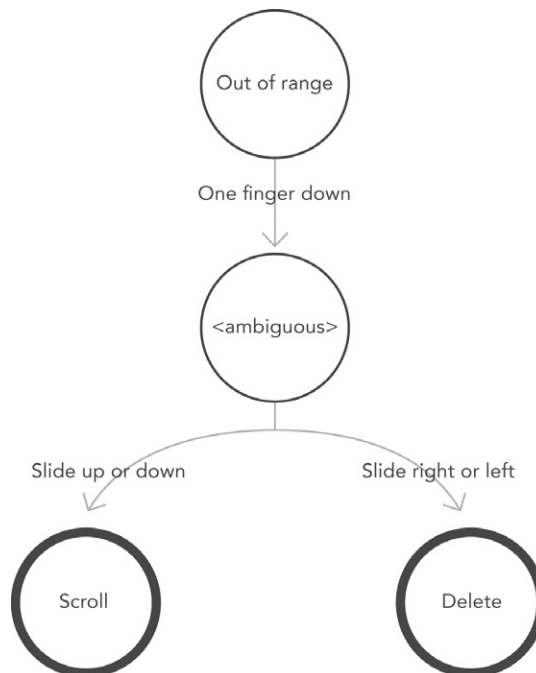 Out of range
One finger down
<ambiguous>
Slide up or down
Slide right or left
Scroll
Delete